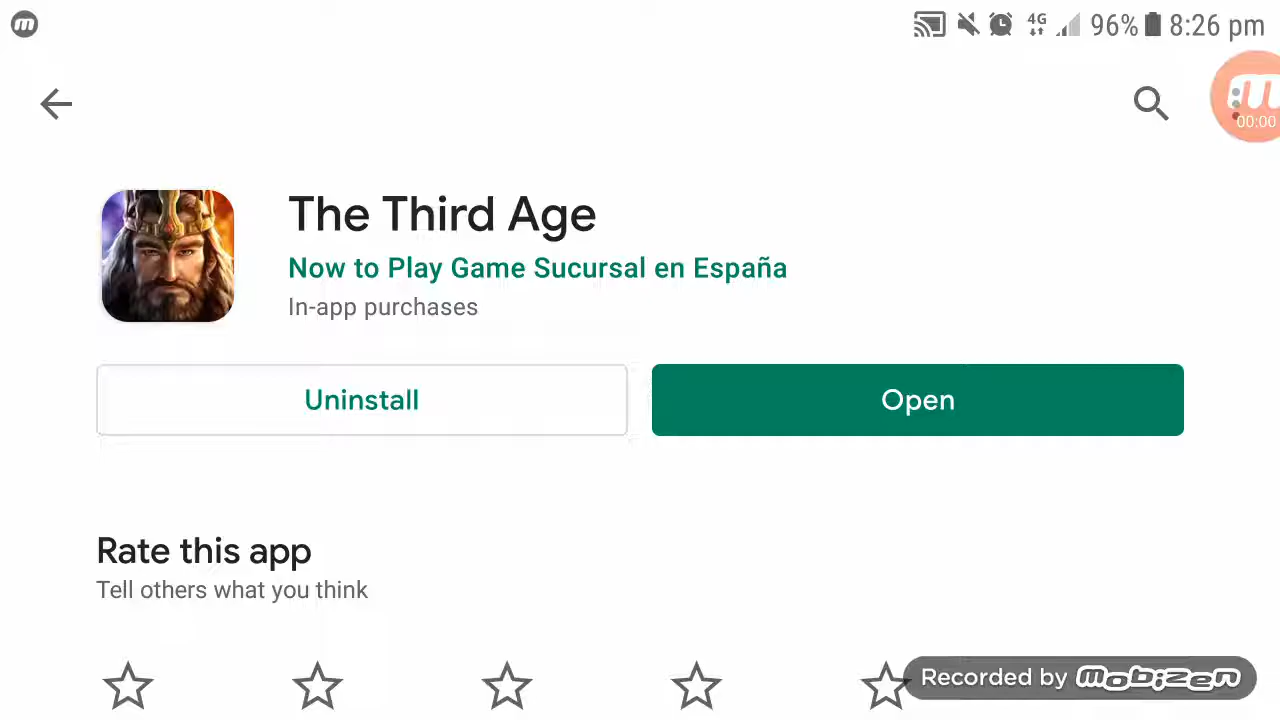 m
4G 96% 8:26 pm
m
00:00
The Third Age
Now to Play Game Sucursal en España
In-app purchases
Uninstall
Open
Rate this app
Tell others what you think
Recorded by mobizen